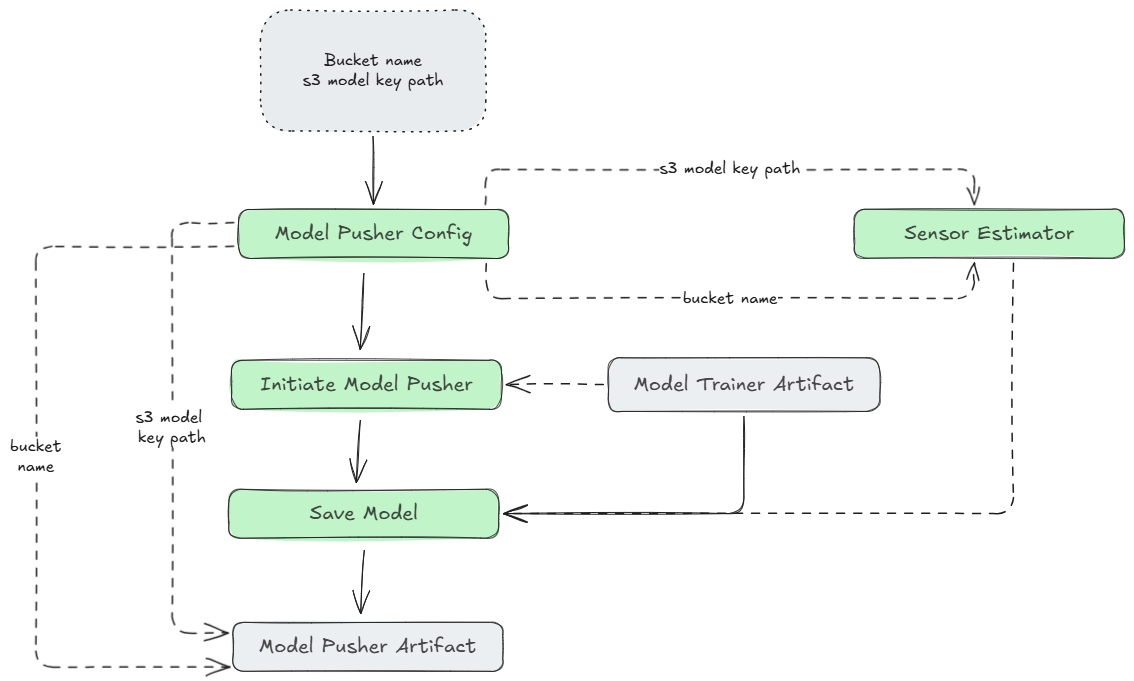 Bucket name
s3 model key path
s3 model key path
Model Pusher Config
Sensor Estimator
bucket name
Initiate Model Pusher
Model Trainer Artifact
s3 model
key path
bucket
name
Save Model
Model Pusher Artifact